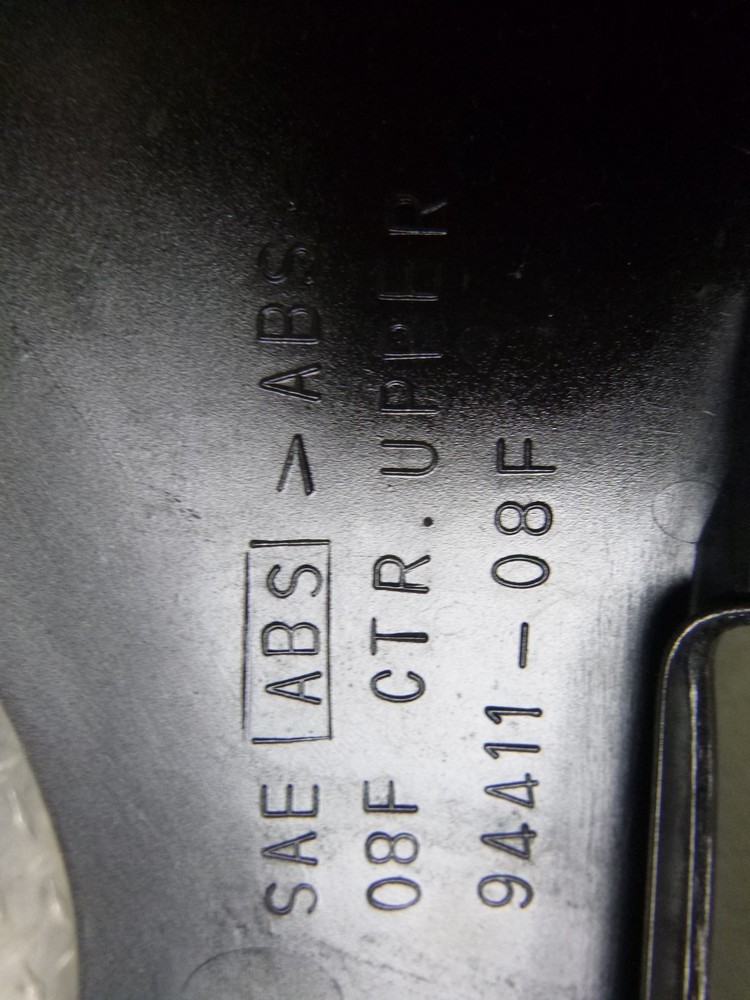 SAE ABS >ABS
08F CTR.UPPER
94411-08F